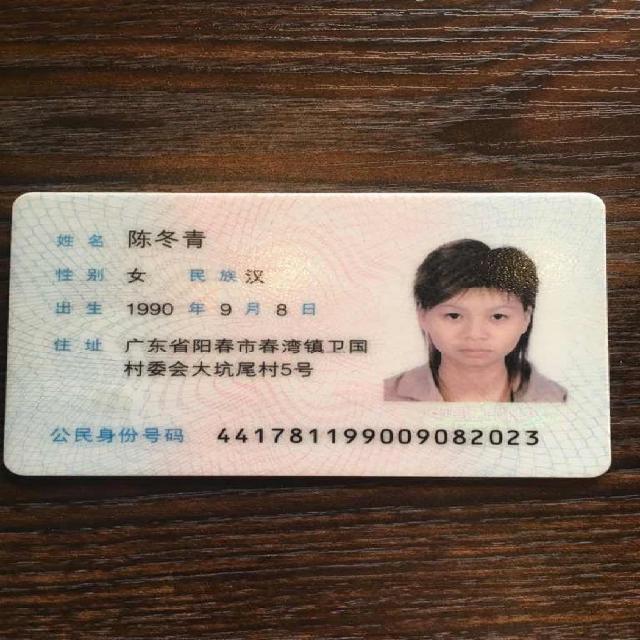 姓名 陈冬青
性别 女 民族 汉
出生 1990 年 9 月 8 日
住址 广东省阳春市春湾镇卫国
村委会大坑尾村5号
公民身份号码 441781199009082023